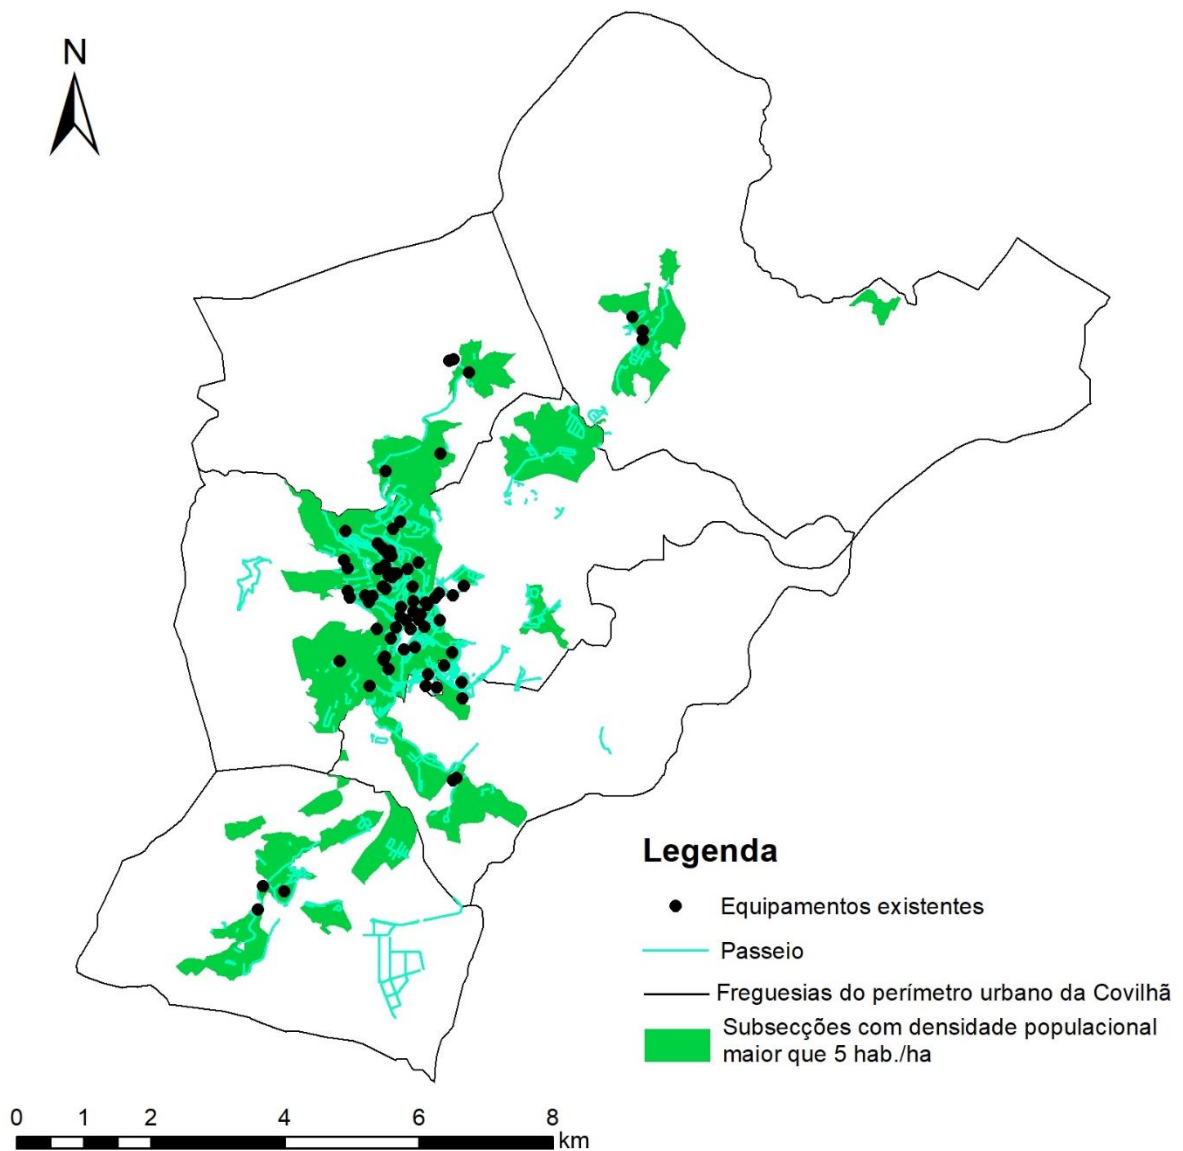 N
Legenda
Equipamentos existentes
Passeio
Freguesias do perímetro urbano da Covilhã
Subsecções com densidade populacional
maior que 5 hab./ha
0 1 2 4 6 8
km